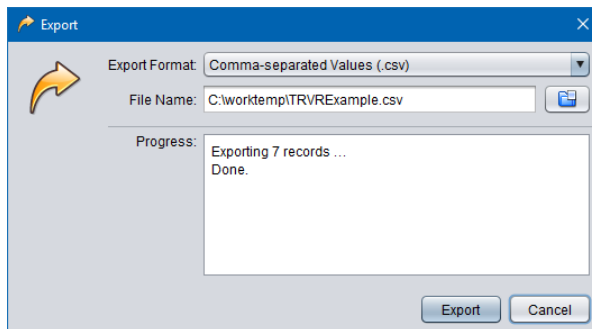 Export
Export Format: Comma-separated Values (.csv)
File Name: C:\worktemp\TRVRExample.csv
Progress:
Exporting 7 records ...
Done.
Export Cancel